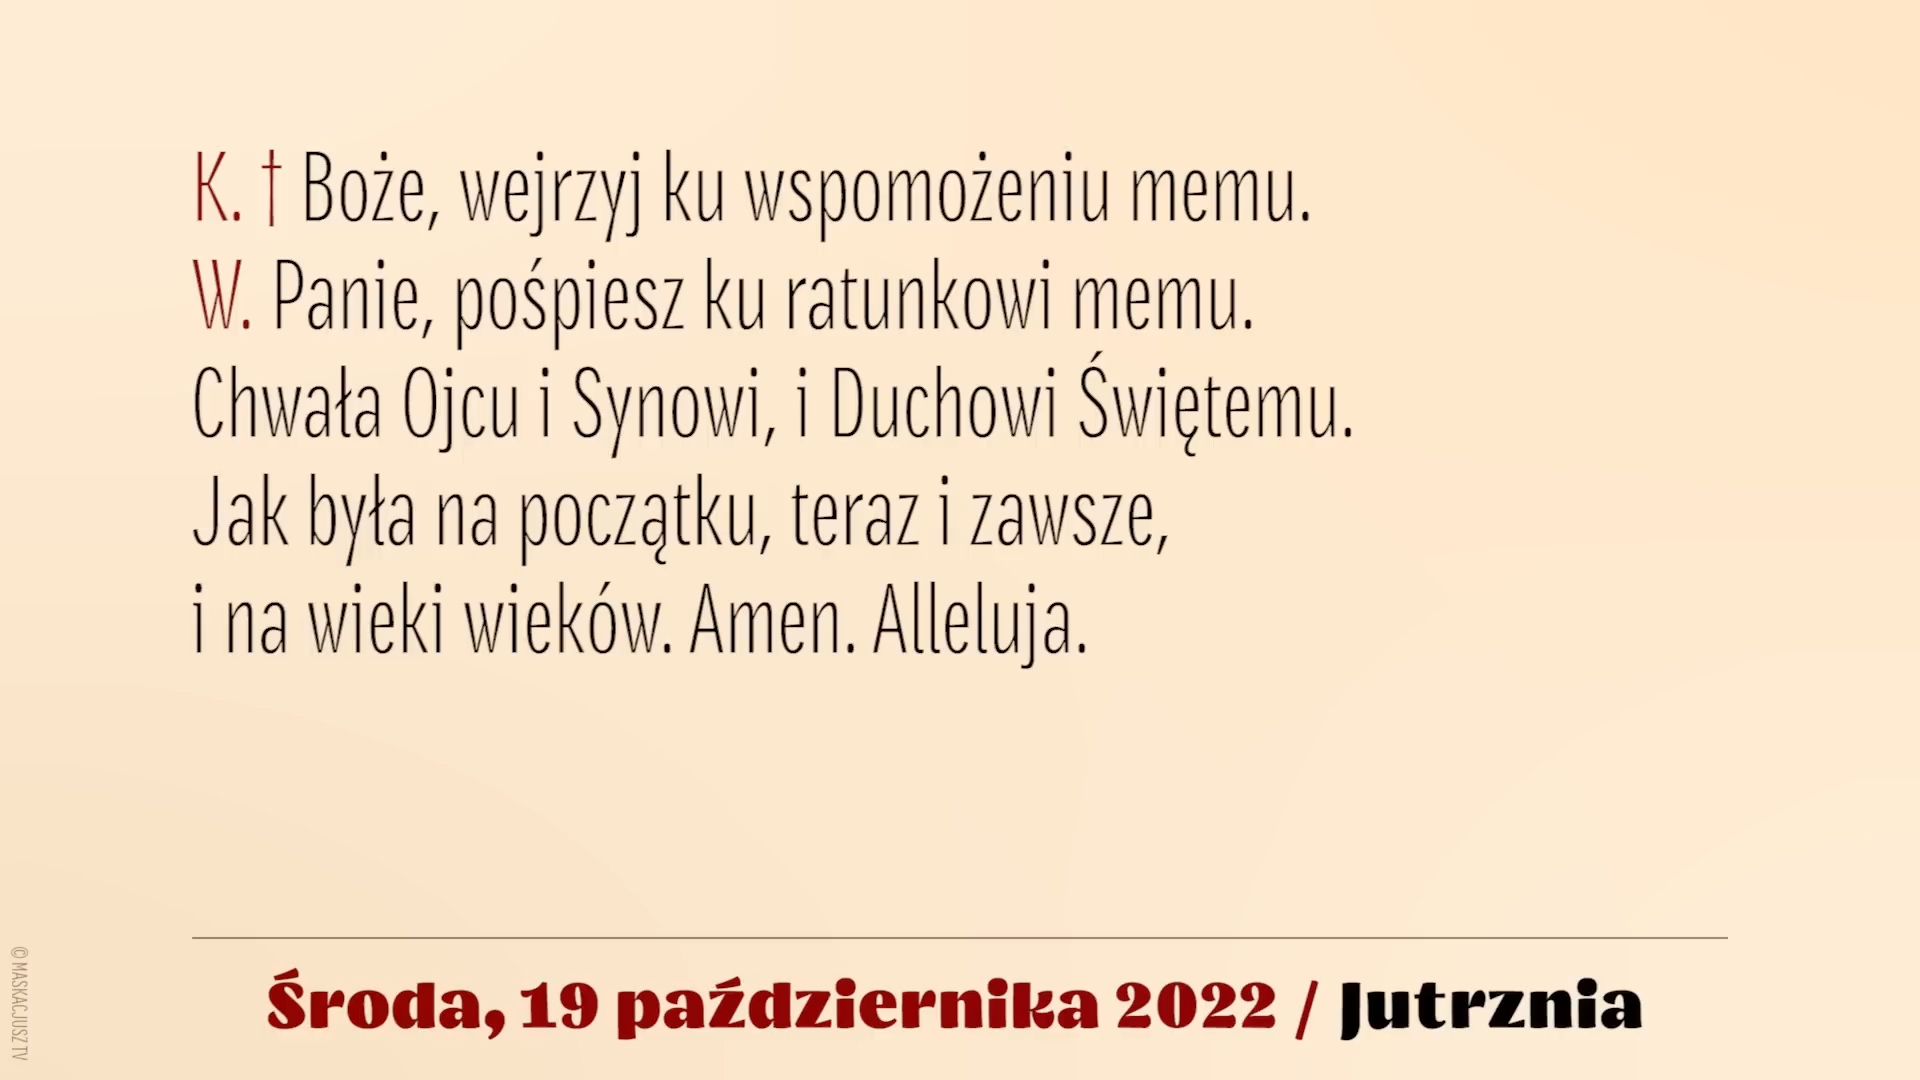 K. † Boże, wejrzyj ku wspomożeniu memu.
W. Panie, pośpiesz ku ratunkowi memu.
Chwała Ojcu i Synowi, i Duchowi Świętemu.
Jak była na początku, teraz i zawsze,
i na wieki wieków. Amen. Alleluja.
Środa, 19 października 2022 / Jutrznia
© MASKACJUSZ TV